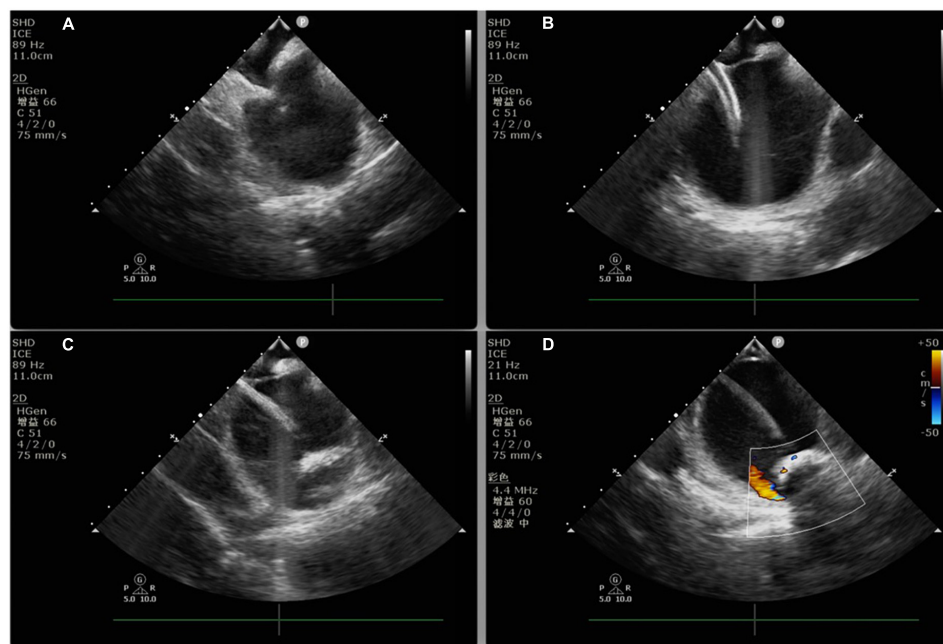 SHD
ICE
89 Hz
11.0cm
2D
HGen
增益 66
C 51
4/2/0
75 mm/s
A
P
G
P R
5.0 10.0
SHD
ICE
89 Hz
11.0cm
2D
HGen
增益 66
C 51
4/2/0
75 mm/s
B
P
G
P R
5.0 10.0
SHD
ICE
89 Hz
11.0cm
2D
HGen
增益 66
C 51
4/2/0
75 mm/s
C
P
G
P R
5.0 10.0
SHD
ICE
21 Hz
11.0cm
2D
HGen
增益 66
C 51
4/2/0
75 mm/s
彩色
4.4 MHz
增益 60
4/4/0
滤波 中
D
P
+50
c
m
/
s
-50
G
P R
5.0 10.0